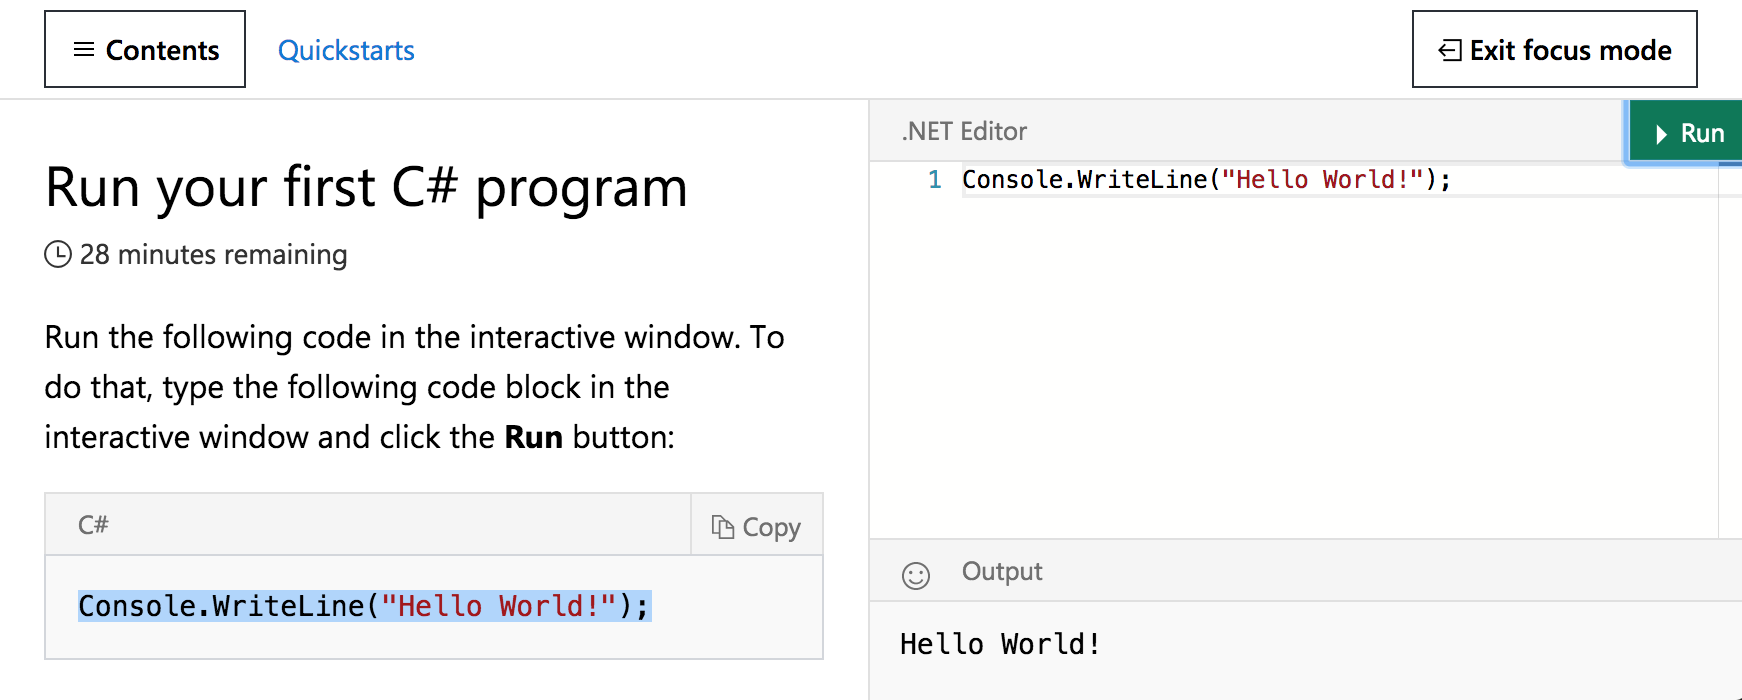 Contents
Quickstarts
Exit focus mode
Run your first C# program
28 minutes remaining
Run the following code in the interactive window. To
do that, type the following code block in the
interactive window and click the Run button:
C#
Copy
Console.WriteLine("Hello World!");
.NET Editor
Run
1 Console.WriteLine("Hello World!");
Output
Hello World!